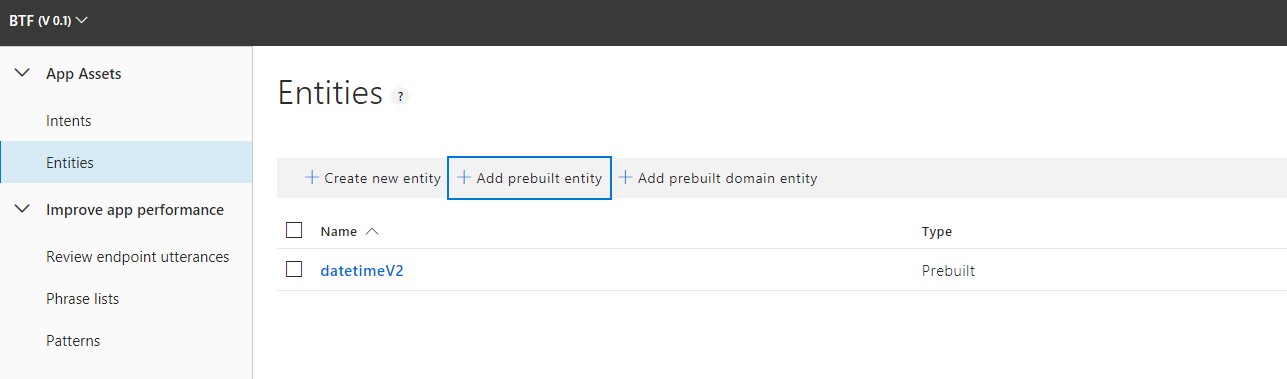 BTF (V 0.1)
App Assets
Intents
Entities
Improve app performance
Review endpoint utterances
Phrase lists
Patterns
Entities ?
+ Create new entity + Add prebuilt entity + Add prebuilt domain entity
Name Type
datetimeV2 Prebuilt